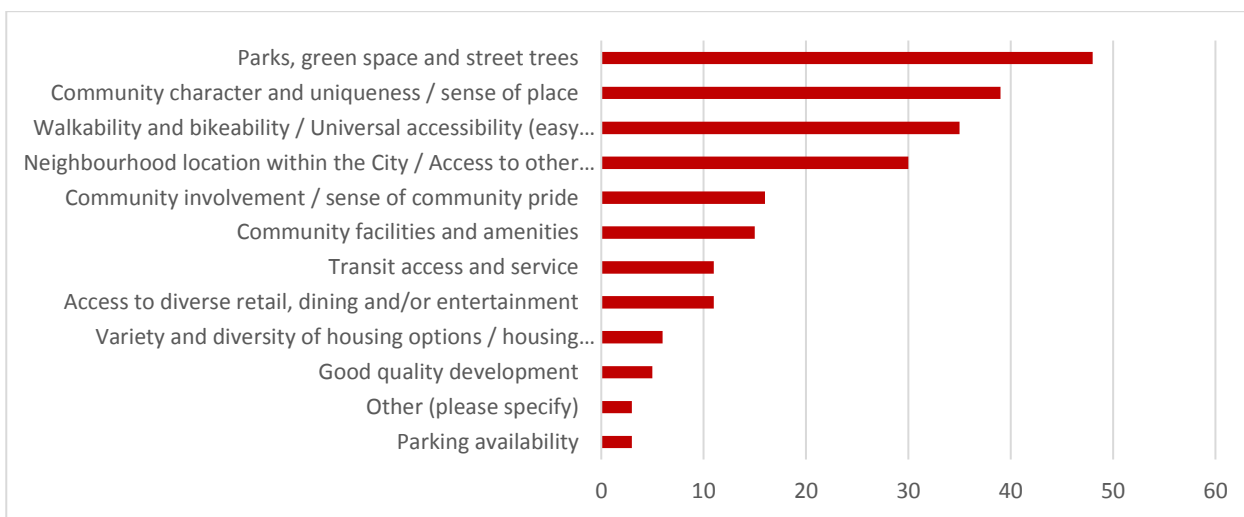 Parks, green space and street trees
Community character and uniqueness / sense of place
Walkability and bikeability / Universal accessibility (easy…
Neighbourhood location within the City / Access to other…
Community involvement / sense of community pride
Community facilities and amenities
Transit access and service
Access to diverse retail, dining and/or entertainment
Variety and diversity of housing options / housing…
Good quality development
Other (please specify)
Parking availability
0 10 20 30 40 50 60